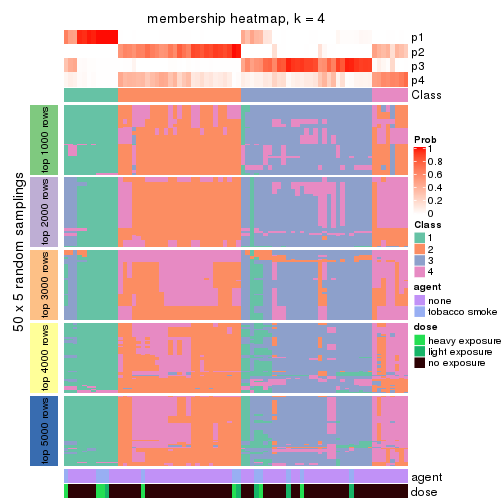 membership heatmap, k = 4
p1
p2
p3
p4
Class
50 x 5 random samplings
top 1000 rows
top 2000 rows
top 3000 rows
top 4000 rows
top 5000 rows
agent
dose
Prob
1
0.8
0.6
0.4
0.2
0
Class
1
2
3
4
agent
none
tobacco smoke
dose
heavy exposure
light exposure
no exposure